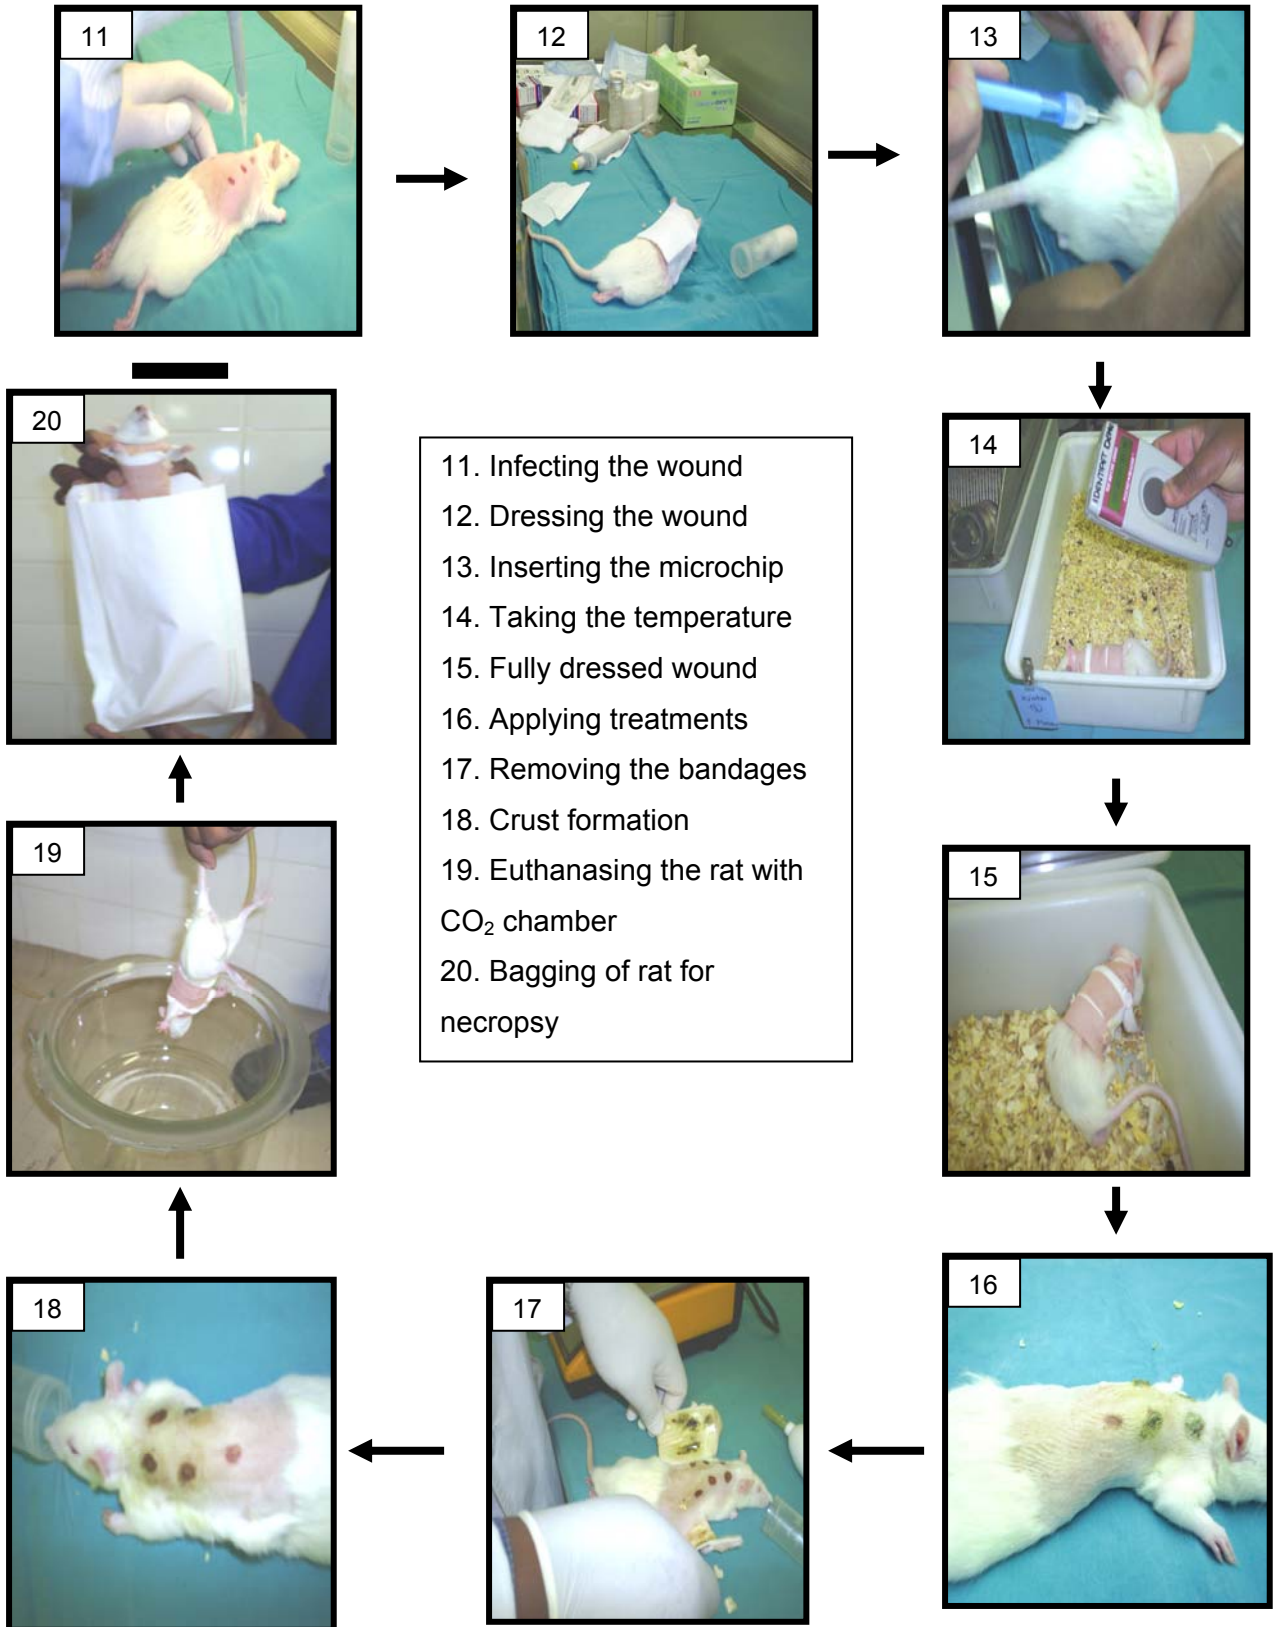 11
12
13
20
14
11. Infecting the wound
12. Dressing the wound
13. Inserting the microchip
14. Taking the temperature
15. Fully dressed wound
16. Applying treatments
17. Removing the bandages
18. Crust formation
19. Euthanasing the rat with
CO₂ chamber
20. Bagging of rat for
necropsy
19
15
18
17
16